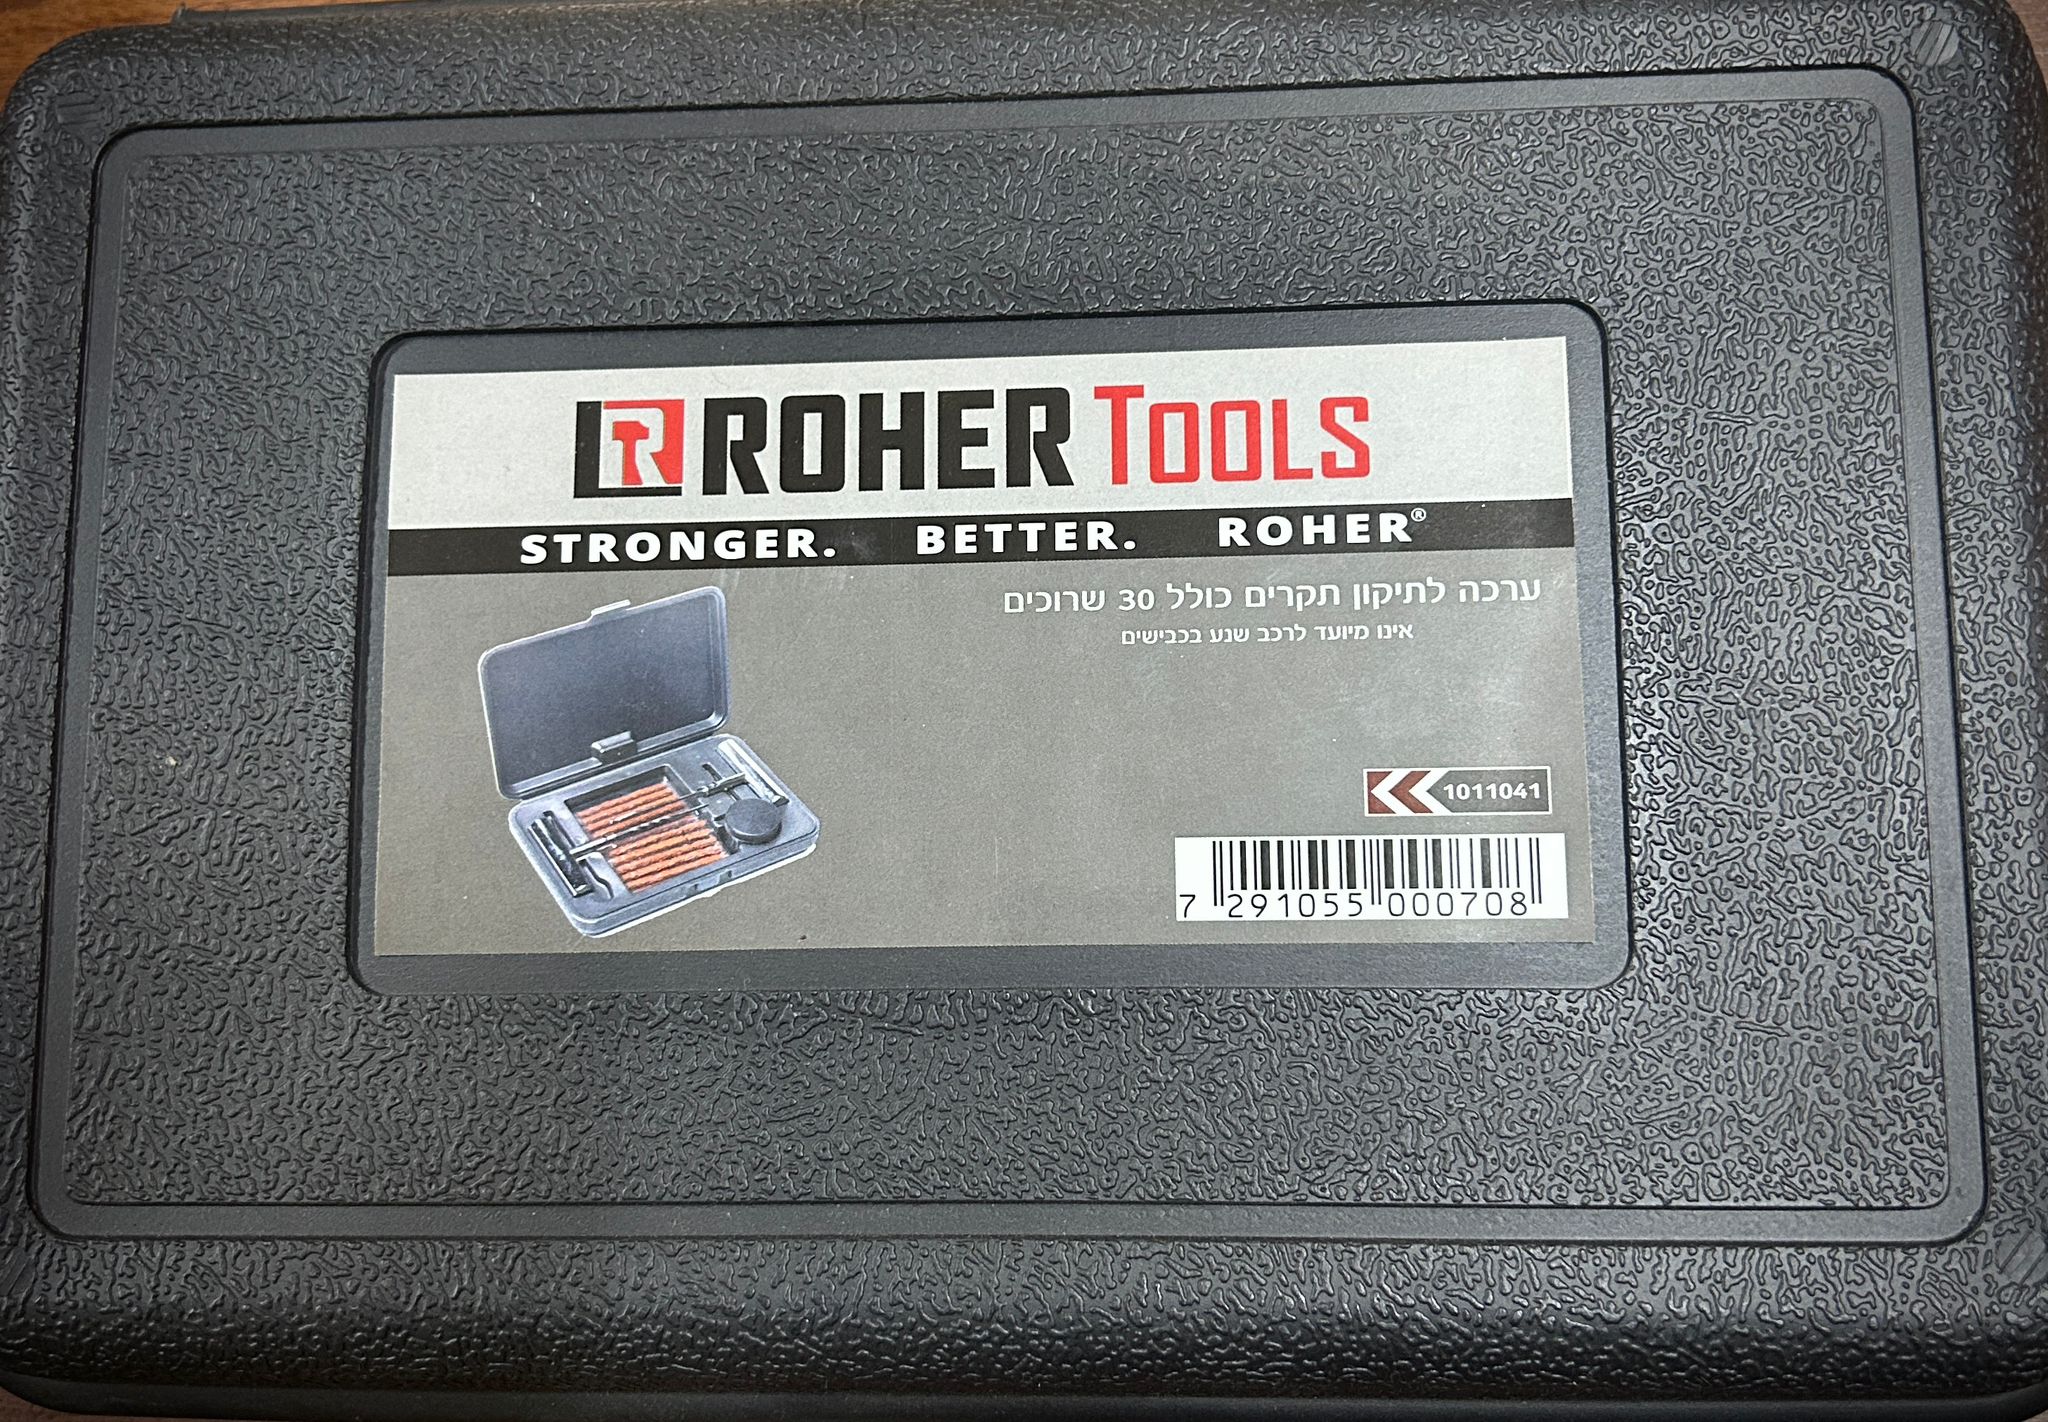 ROHER TOOLS
STRONGER. BETTER. ROHER®
ערכה לתיקון תקרים כולל 30 שרוכים
אינו מיועד לרכב שנע בכבישים
1011041
7 291055 000708